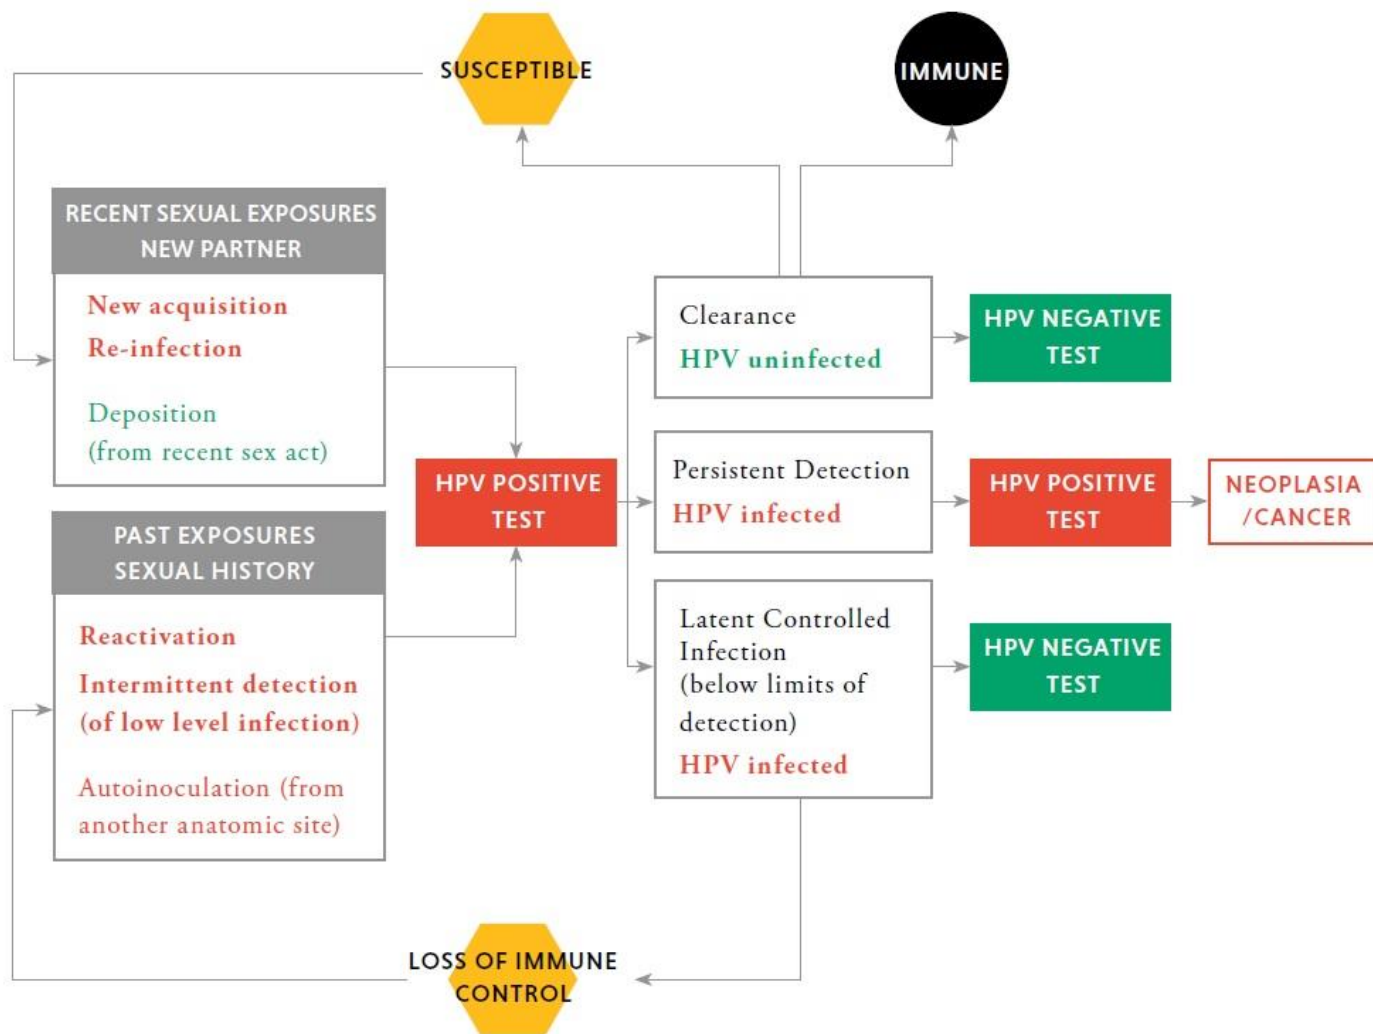 SUSCEPTIBLE
IMMUNE
RECENT SEXUAL EXPOSURES
NEW PARTNER
New acquisition
Re-infection
Deposition
(from recent sex act)
PAST EXPOSURES
SEXUAL HISTORY
Reactivation
Intermittent detection
(of low level infection)
Autoinoculation (from
another anatomic site)
HPV POSITIVE
TEST
Clearance
HPV uninfected
HPV NEGATIVE
TEST
Persistent Detection
HPV infected
HPV POSITIVE
TEST
NEOPLASIA
/CANCER
Latent Controlled
Infection
(below limits of
detection)
HPV infected
HPV NEGATIVE
TEST
LOSS OF IMMUNE
CONTROL